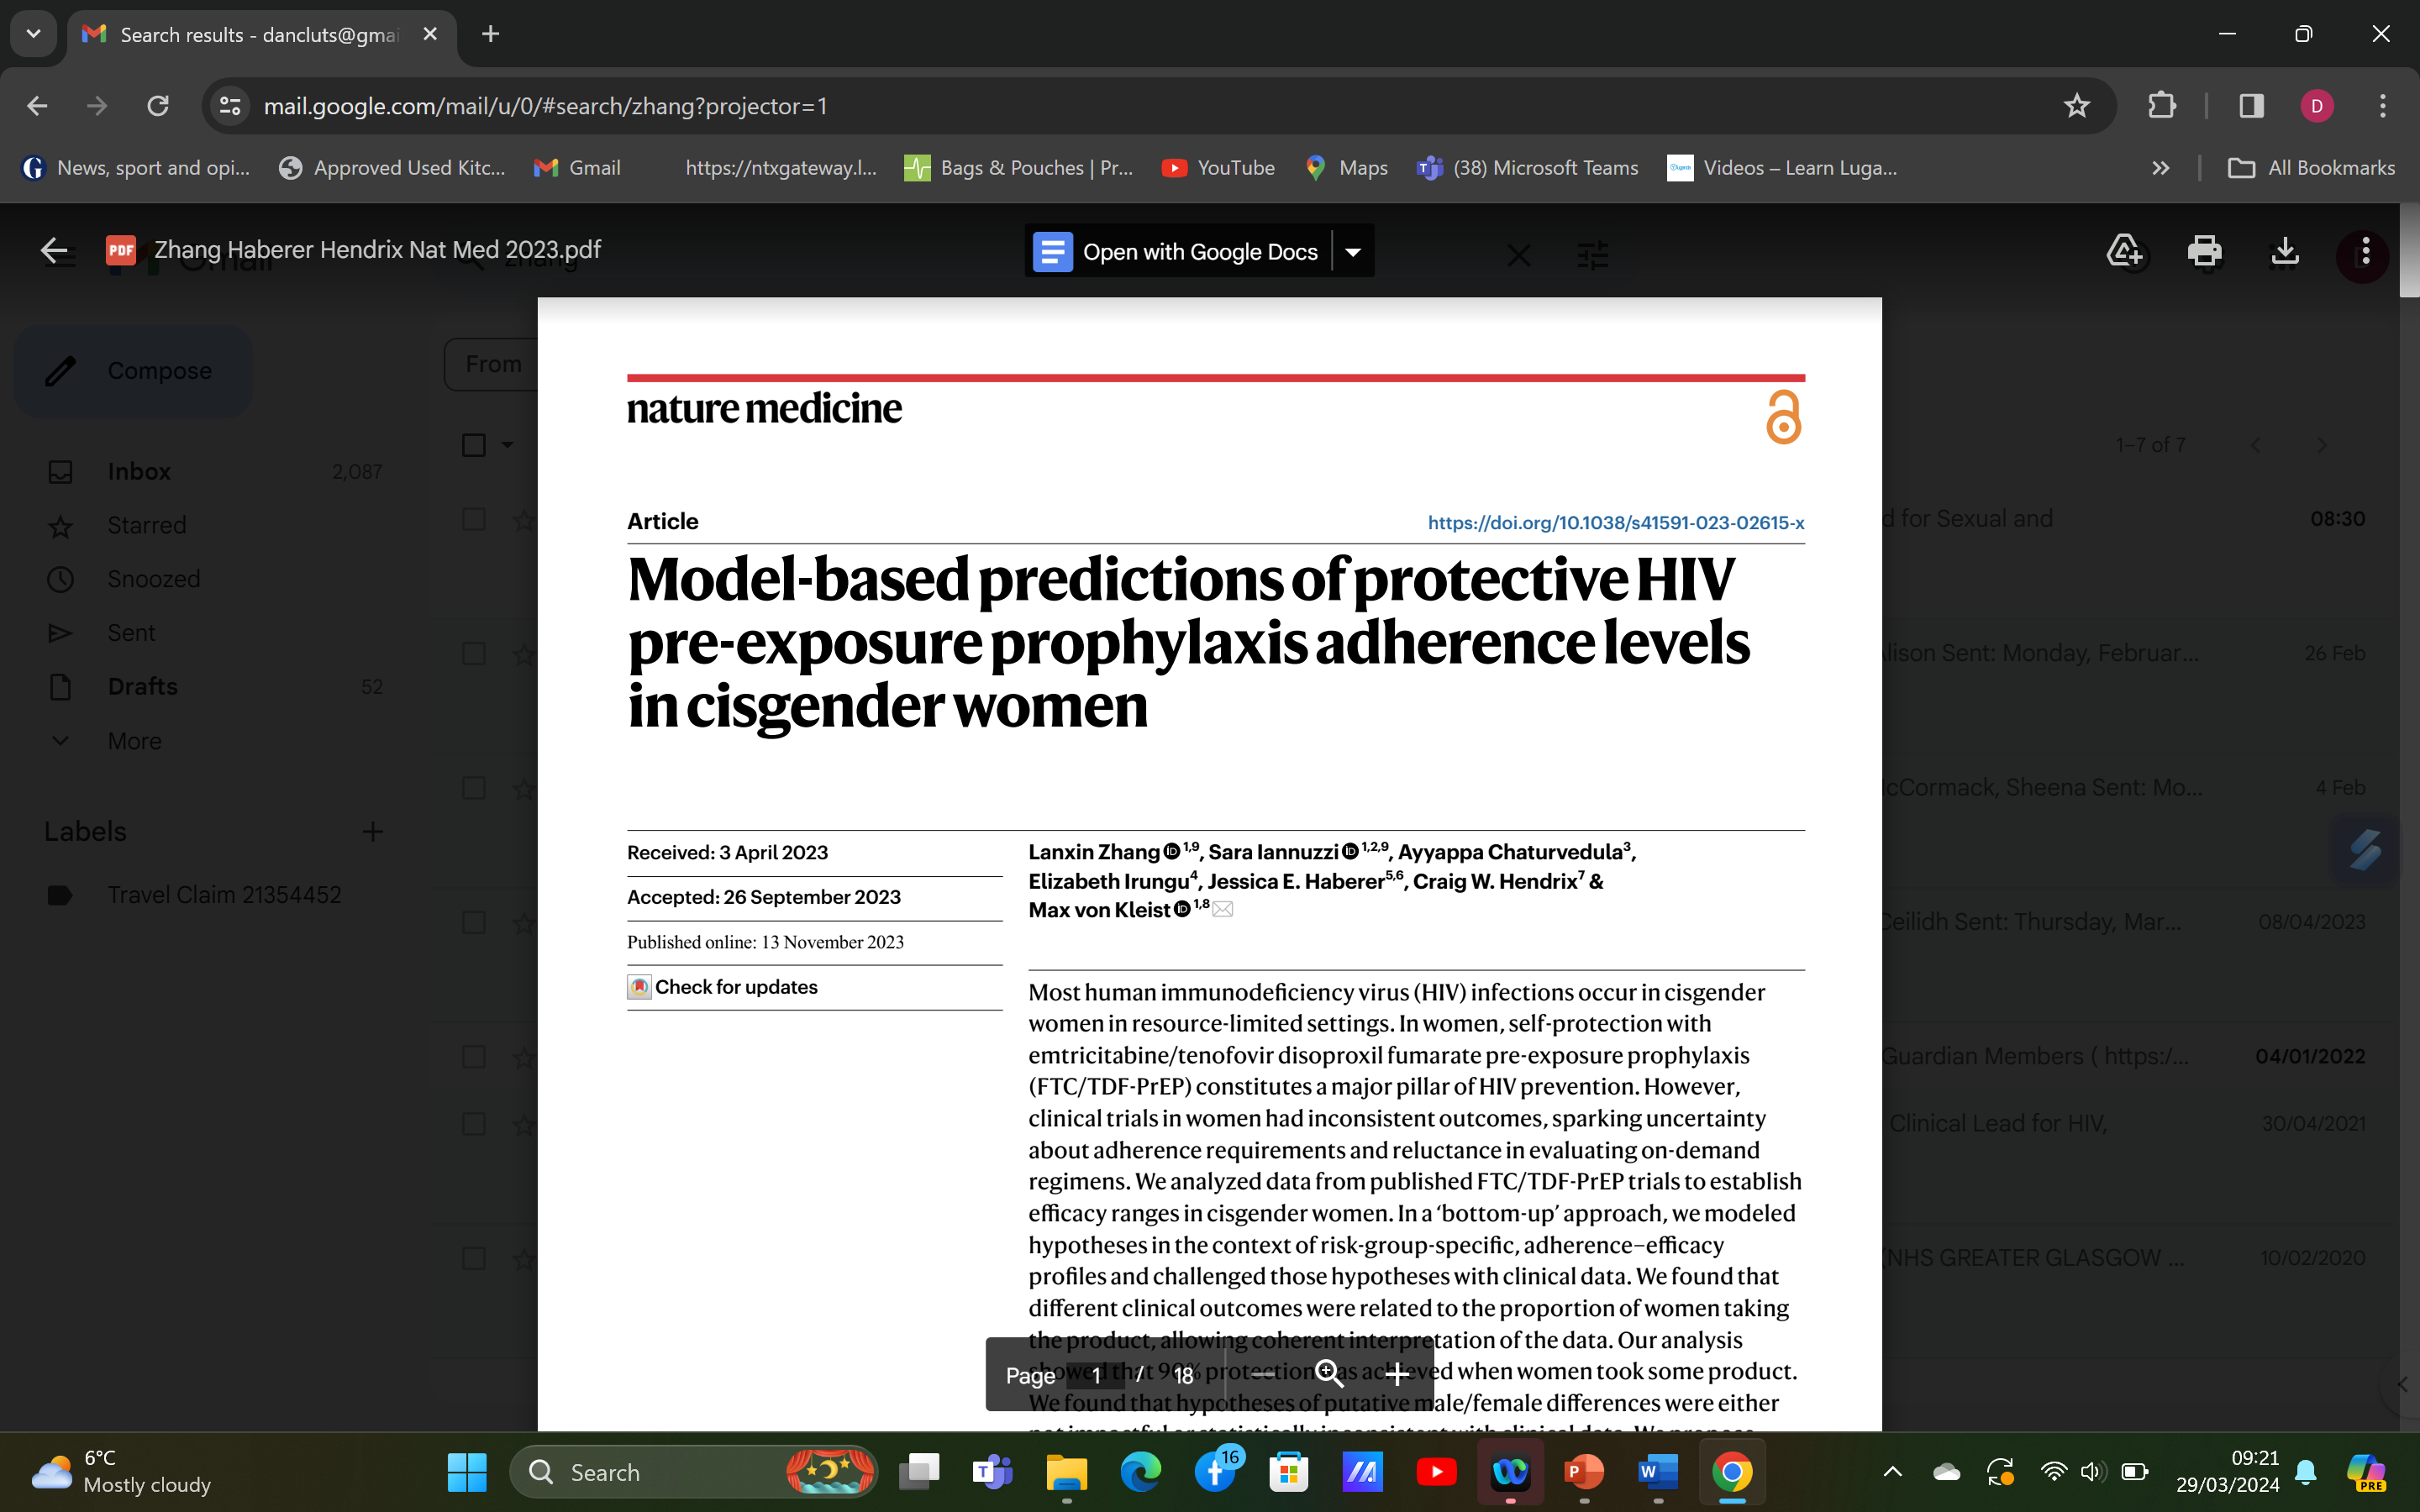 Search results - dancluts@gmai
mail.google.com/mail/u/0/#search/zhang?projector=1
D
News, sport and opi...
Approved Used Kitc...
Gmail
https://ntxgateway.l...
Bags & Pouches | Pr...
YouTube
Maps
(38) Microsoft Teams
Videos – Learn Luga...
»
All Bookmarks
PDF
Zhang Haberer Hendrix Nat Med 2023.pdf
Open with Google Docs
Compose
From
Inbox 2,087
Starred
Snoozed
Sent
Drafts 52
More
Labels
Travel Claim 21354452
1–7 of 7
d for Sexual and 08:30
Alison Sent: Monday, Februar... 26 Feb
cCormack, Sheena Sent: Mo... 4 Feb
Ceilidh Sent: Thursday, Mar... 08/04/2023
Guardian Members ( https:/... 04/01/2022
Clinical Lead for HIV, 30/04/2021
(NHS GREATER GLASGOW ... 10/02/2020
nature medicine
Article
https://doi.org/10.1038/s41591-023-02615-x
Model-based predictions of protective HIV
pre-exposure prophylaxis adherence levels
in cisgender women
Received: 3 April 2023
Accepted: 26 September 2023
Published online: 13 November 2023
Check for updates
Lanxin Zhang 1,9, Sara Iannuzzi 1,2,9, Ayyappa Chaturvedula3,
Elizabeth Irungu4, Jessica E. Haberer5,6, Craig W. Hendrix7 &
Max von Kleist 1,8
Most human immunodeficiency virus (HIV) infections occur in cisgender
women in resource-limited settings. In women, self-protection with
emtricitabine/tenofovir disoproxil fumarate pre-exposure prophylaxis
(FTC/TDF-PrEP) constitutes a major pillar of HIV prevention. However,
clinical trials in women had inconsistent outcomes, sparking uncertainty
about adherence requirements and reluctance in evaluating on-demand
regimens. We analyzed data from published FTC/TDF-PrEP trials to establish
efficacy ranges in cisgender women. In a ‘bottom-up’ approach, we modeled
hypotheses in the context of risk-group-specific, adherence–efficacy
profiles and challenged those hypotheses with clinical data. We found that
different clinical outcomes were related to the proportion of women taking
the product, allowing coherent interpretation of the data. Our analysis
showed that 90% protection was achieved when women took some product.
We found that hypotheses of putative male/female differences were either
Page 1 / 18
6°C
Mostly cloudy
Search
16
09:21
29/03/2024
PRE